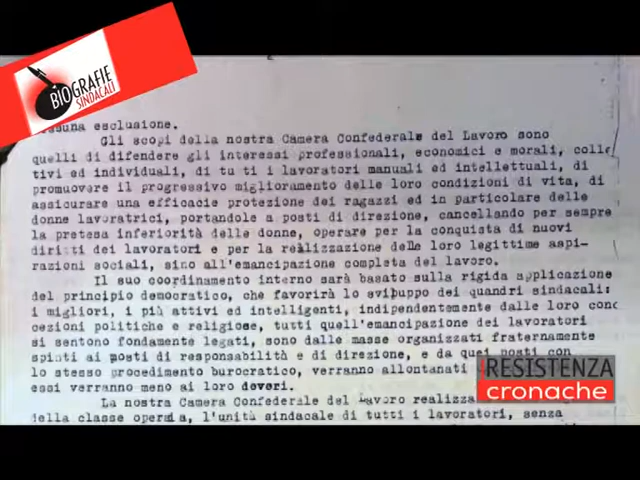 BIOGRAFIE
SINDACALI
esclusione.
Gli scopi della nostra Camera Confederale del Lavoro sono
quelli di difendere gli interessi professionali, economici e morali, colle
tivi ed individuali, di tu tti i lavoratori manuali ed intellettuali, di
promuovere il progressivo miglioramento delle loro condizioni di vita, di
assicurare una efficacie protezione dei ragazzi ed in particolare delle
donne lavoratrici, portandole a posti di direzione, cancellando per sempre
la pretesa inferiorità delle donne, operare per la conquista di nuovi
diritti dei lavoratori e per la realizzazione delle loro legittime aspi-
razioni sociali, sino all'emancipazione completa del lavoro.
Il suo coordinamento interno sarà basato sulla rigida applicazione
del principio democratico, che favorirà lo sviluppo dei quandri sindacali:
i migliori, i più attivi ed intelligenti, indipendentemente dalle loro conc
cezioni politiche e religiose, tutti quell'emancipazione dei lavoratori
si sentono fondamente legati, sono dalle masse organizzati fraternamente
spinti ai posti di responsabilità e di direzione, e da quei posti con
lo stesso procedimento burocratico, verranno allontanati
essi verranno meno ai loro doveri.
La nostra Camera Confederale del Lavoro realizza
della classe operaia, l'unità sindacale di tutti i lavoratori, senza
RESISTENZA
cronache